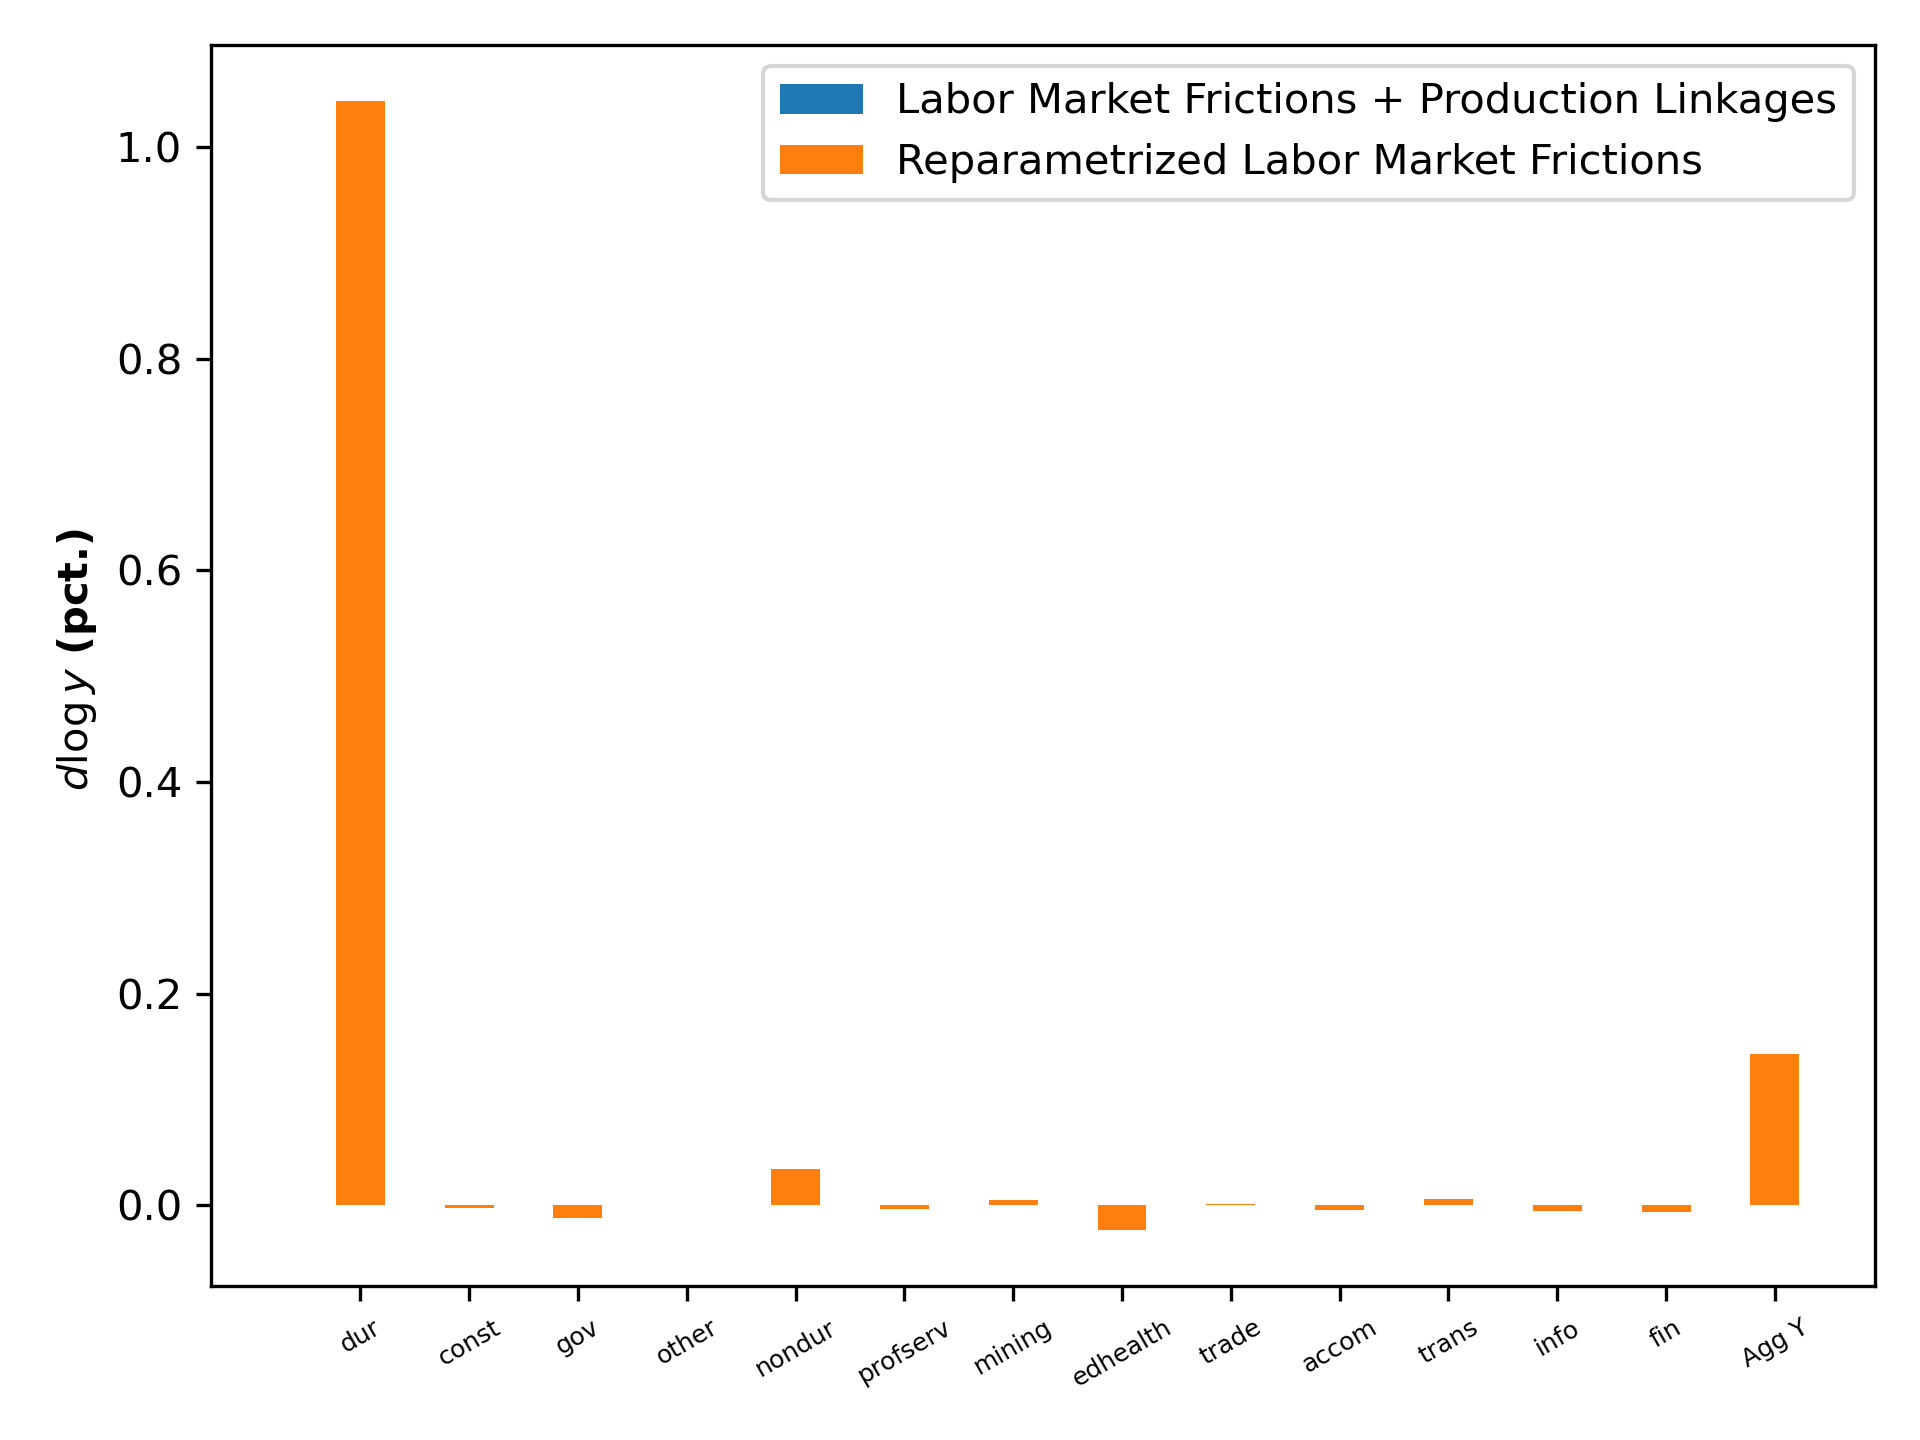 Labor Market Frictions + Production Linkages
Reparametrized Labor Market Frictions
1.0
0.8
0.6
0.4
0.2
0.0
dlog y (pct.)
dur
const
gov
other
nondur
profserv
mining
edhealth
trade
accom
trans
info
fin
Agg Y